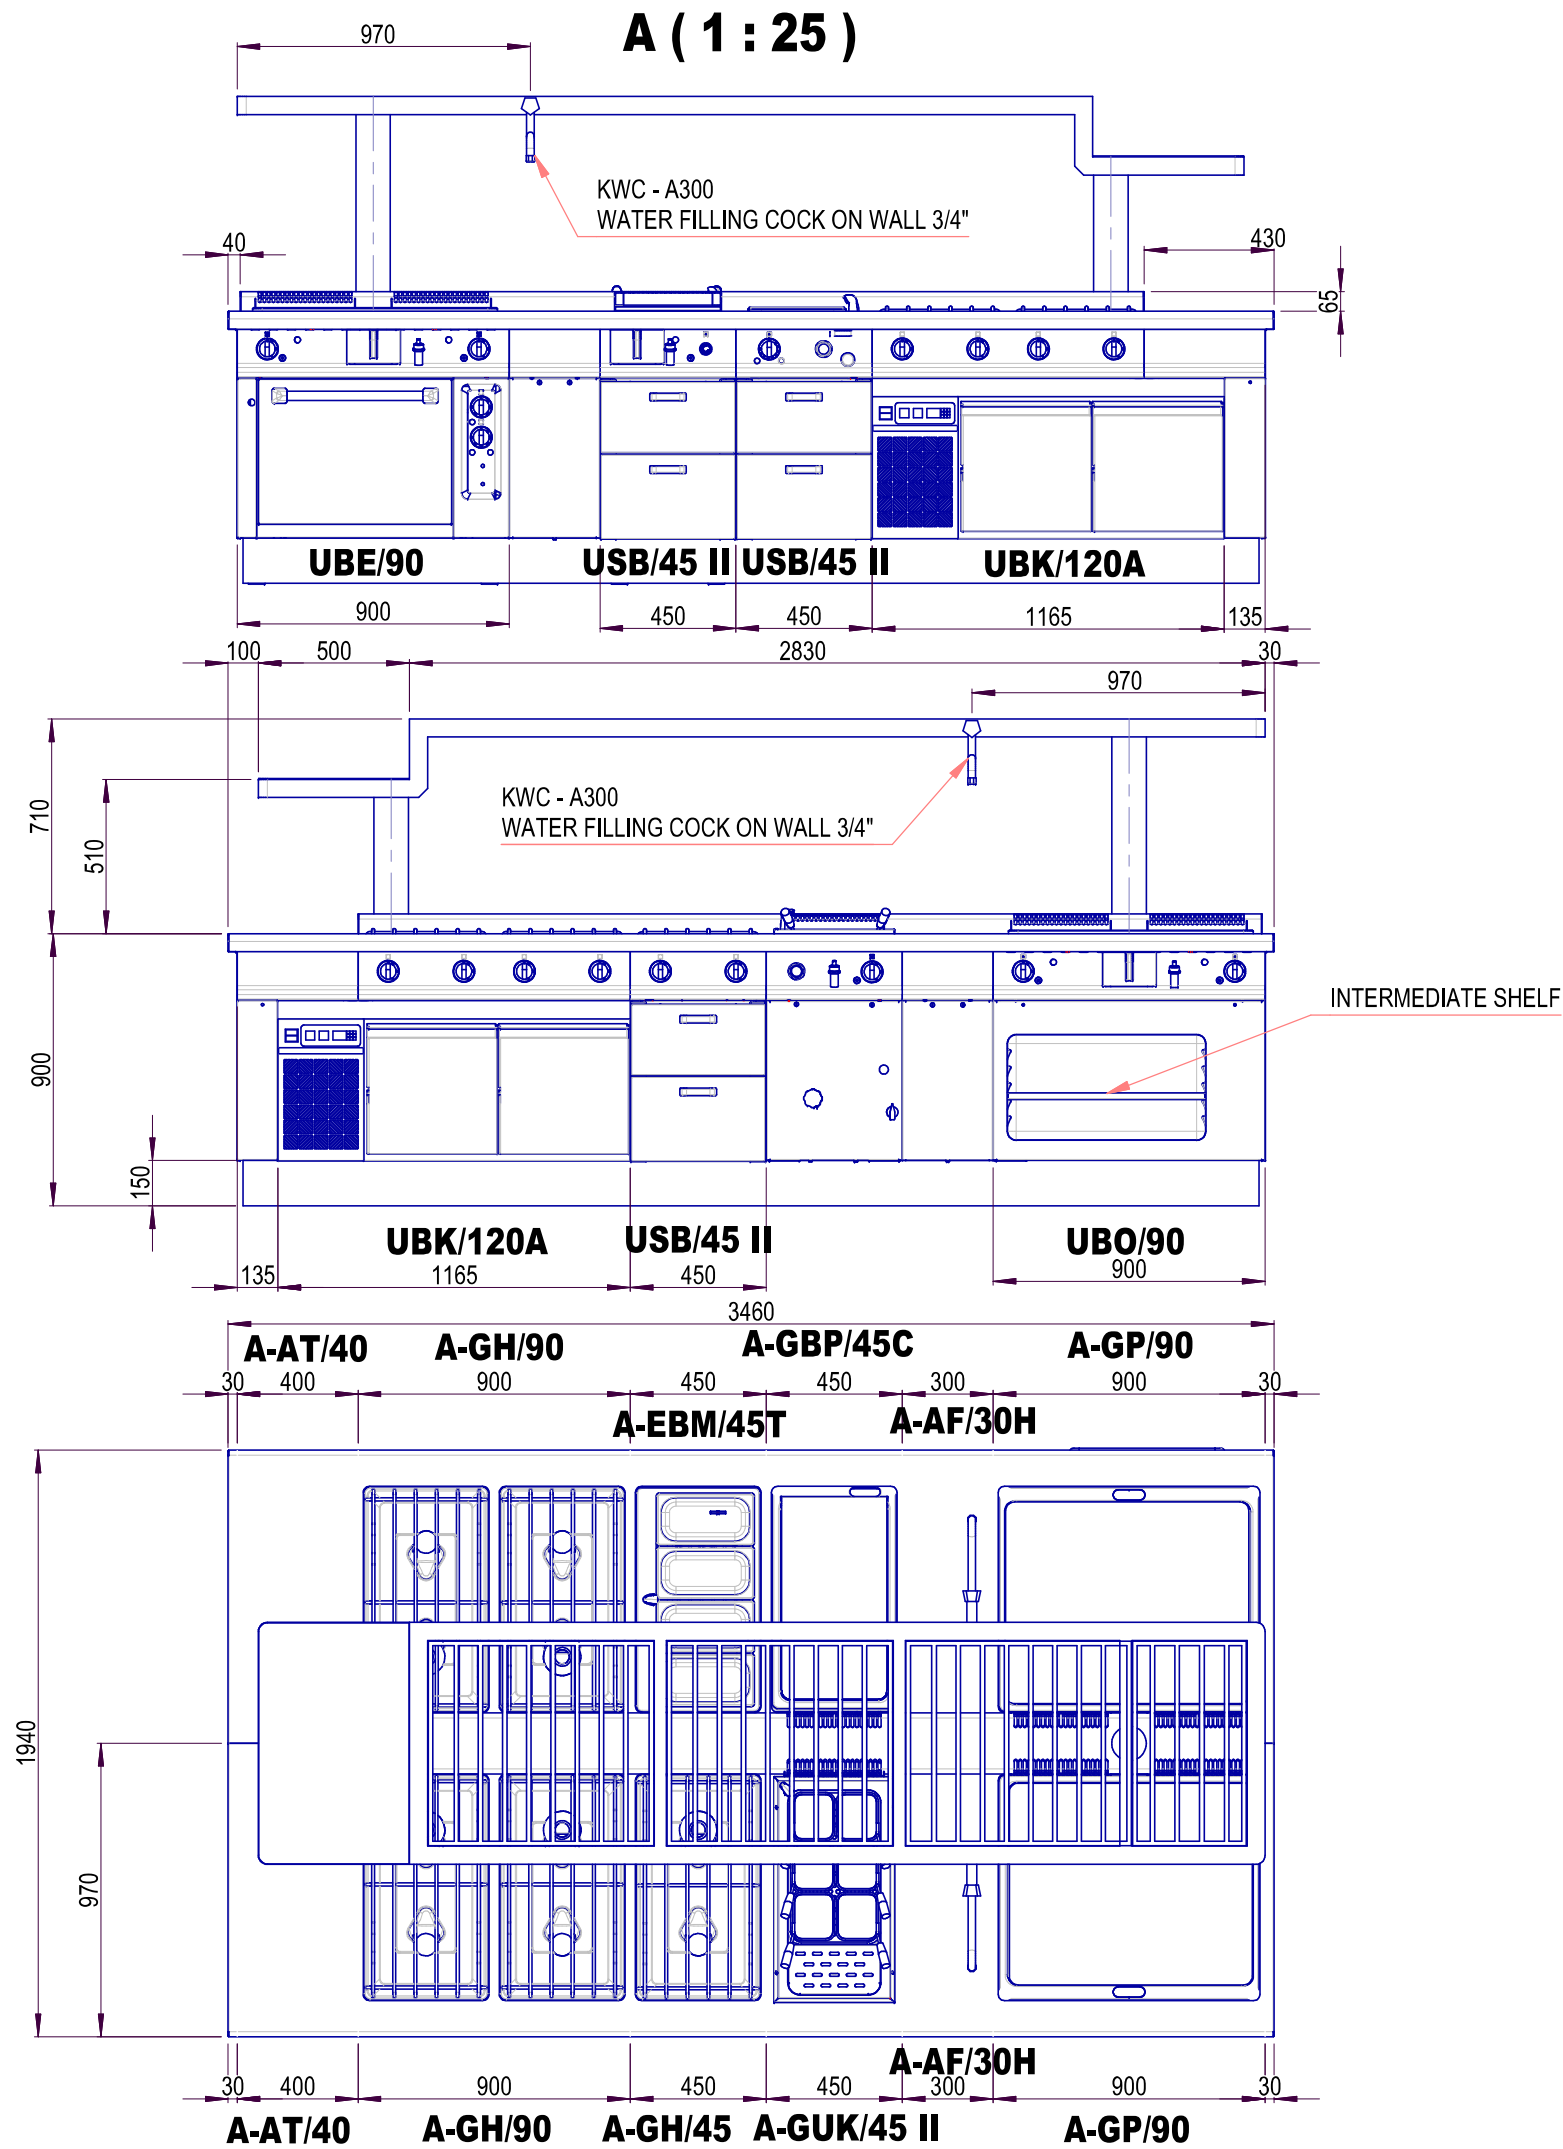 A ( 1 : 25 )
970
KWC - A300
WATER FILLING COCK ON WALL 3/4"
40
430
65
UBE/90
USB/45 II
USB/45 II
UBK/120A
900
450
450
1165
135
100
500
2830
30
970
KWC - A300
WATER FILLING COCK ON WALL 3/4"
710
510
INTERMEDIATE SHELF
900
150
UBK/120A
USB/45 II
UBO/90
135
1165
450
900
3460
A-AT/40
A-GH/90
A-GBP/45C
A-GP/90
30
400
900
450
450
300
900
30
A-EBM/45T
A-AF/30H
1940
970
A-AF/30H
30
400
900
450
450
300
900
30
A-AT/40
A-GH/90
A-GH/45
A-GUK/45 II
A-GP/90